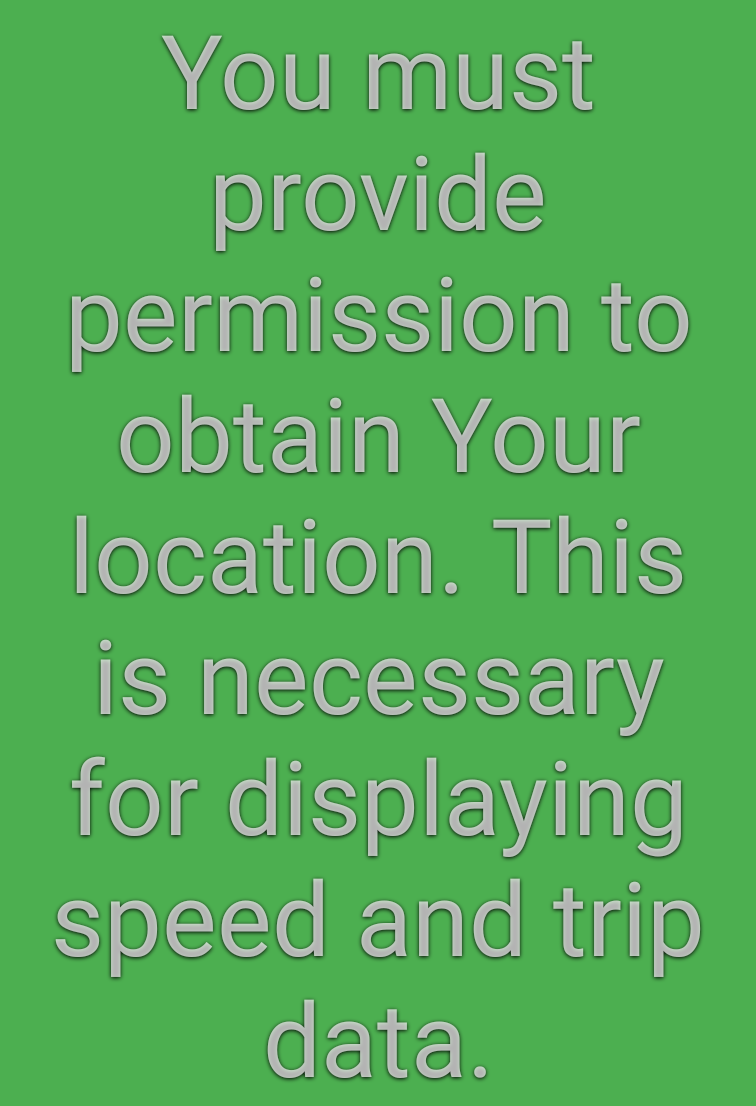 You must
provide
permission to
obtain Your
location. This
is necessary
for displaying
speed and trip
data.